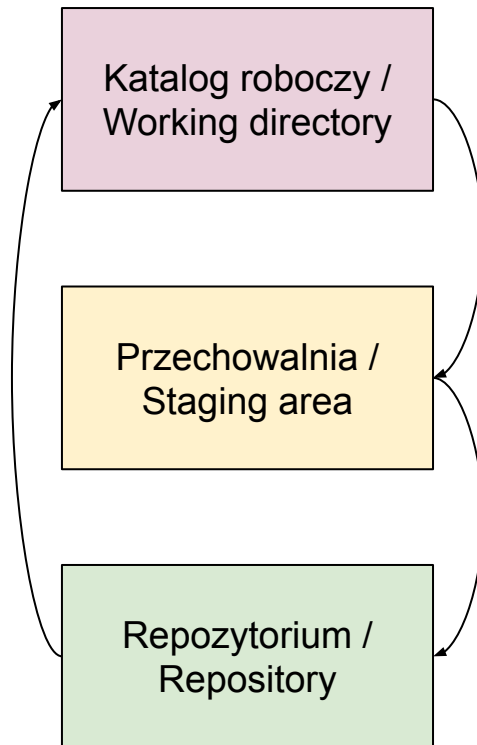 Katalog roboczy /
Working directory
Przechowalnia /
Staging area
Repozytorium /
Repository